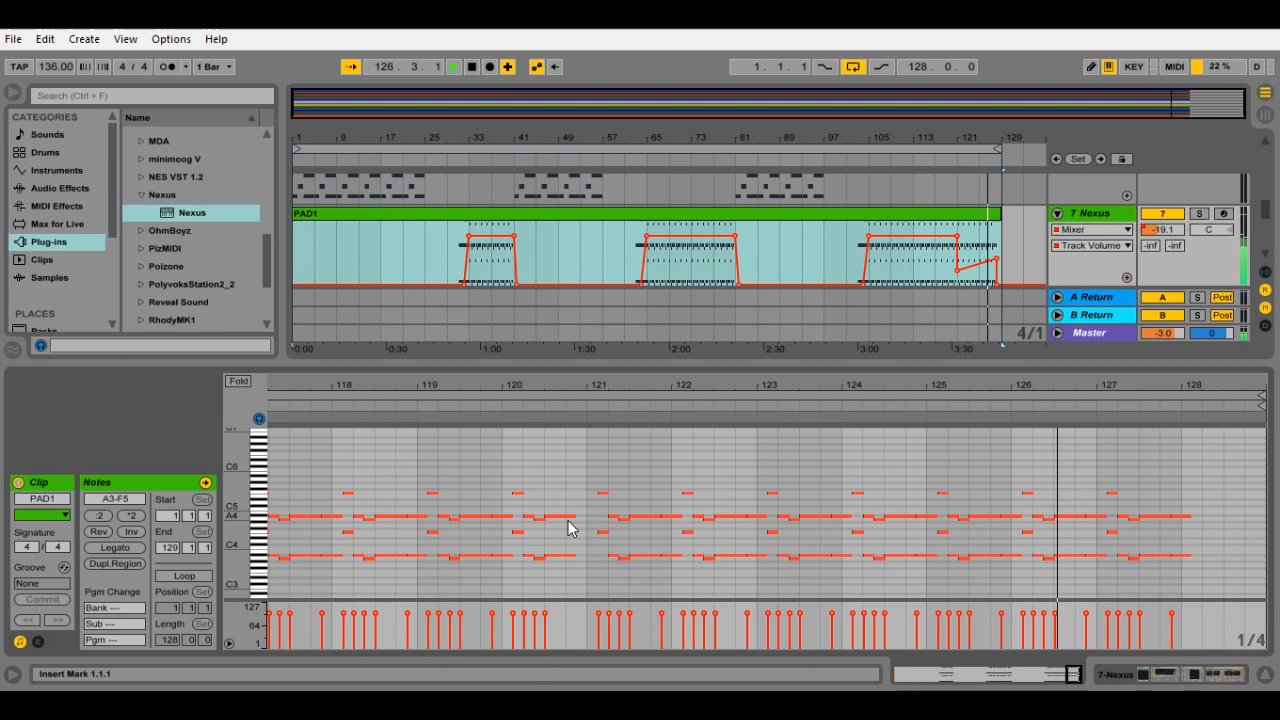 File Edit Create View Options Help
TAP 136.00 4 / 4 1 Bar 126. 3. 1 1. 1. 1 128. 0. 0 KEY MIDI 22 % D
Search (Ctrl + F)
CATEGORIES
Sounds
Drums
Instruments
Audio Effects
MIDI Effects
Max for Live
Plug-ins
Clips
Samples
PLACES
Packs
Name
MDA
minimoog V
NES VST 1.2
Nexus
Nexus
OhmBoyz
PizMIDI
Poizone
PolyvoksStation2_2
Reveal Sound
RhodyMK1
1 9 17 25 33 41 49 57 65 73 81 89 97 105 113 121 129
Set
PAD1
7 Nexus 7 S
Mixer -19.1 C
Track Volume -inf -inf
A Return A S Post
B Return B S Post
Master -3.0 0
4/1
0:00 0:30 1:00 1:30 2:00 2:30 3:00 3:30
Fold
118 119 120 121 122 123 124 125 126 127 128
C6
C5
A4
C4
C3
127
64
1
1/4
Clip
PAD1
Signature
4 / 4
Groove
None
Commit
<< >>
Notes
A3-F5
:2 *2
Rev Inv
Legato
Dupl.Region
Pgm Change
Bank ---
Sub ---
Pgm ---
Start Set
1 1 1
End Set
129 1 1
Loop
Position Set
1 1 1
Length Set
128 0 0
Insert Mark 1.1.1
7-Nexus